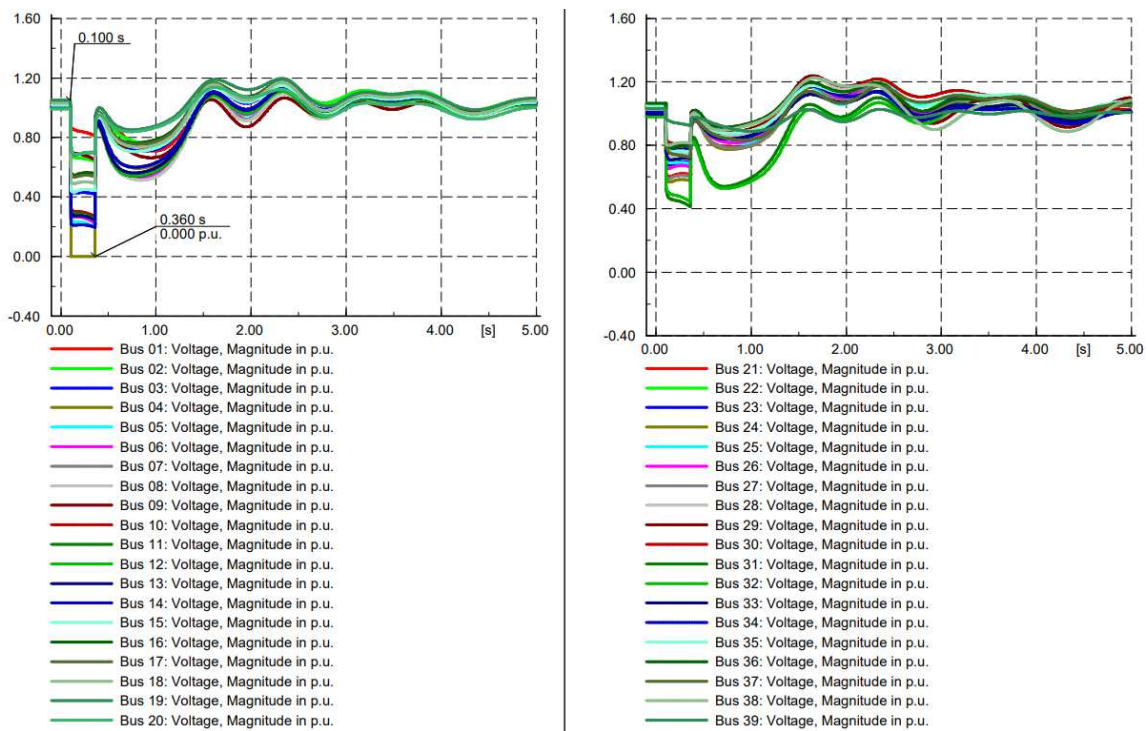 1.60
0.100 s
1.20
0.80
0.40
0.360 s
0.000 p.u.
0.00
-0.40
0.00 1.00 2.00 3.00 4.00 [s] 5.00
Bus 01: Voltage, Magnitude in p.u.
Bus 02: Voltage, Magnitude in p.u.
Bus 03: Voltage, Magnitude in p.u.
Bus 04: Voltage, Magnitude in p.u.
Bus 05: Voltage, Magnitude in p.u.
Bus 06: Voltage, Magnitude in p.u.
Bus 07: Voltage, Magnitude in p.u.
Bus 08: Voltage, Magnitude in p.u.
Bus 09: Voltage, Magnitude in p.u.
Bus 10: Voltage, Magnitude in p.u.
Bus 11: Voltage, Magnitude in p.u.
Bus 12: Voltage, Magnitude in p.u.
Bus 13: Voltage, Magnitude in p.u.
Bus 14: Voltage, Magnitude in p.u.
Bus 15: Voltage, Magnitude in p.u.
Bus 16: Voltage, Magnitude in p.u.
Bus 17: Voltage, Magnitude in p.u.
Bus 18: Voltage, Magnitude in p.u.
Bus 19: Voltage, Magnitude in p.u.
Bus 20: Voltage, Magnitude in p.u.
1.60
1.20
0.80
0.40
0.00
-0.40
0.00 1.00 2.00 3.00 4.00 [s] 5.00
Bus 21: Voltage, Magnitude in p.u.
Bus 22: Voltage, Magnitude in p.u.
Bus 23: Voltage, Magnitude in p.u.
Bus 24: Voltage, Magnitude in p.u.
Bus 25: Voltage, Magnitude in p.u.
Bus 26: Voltage, Magnitude in p.u.
Bus 27: Voltage, Magnitude in p.u.
Bus 28: Voltage, Magnitude in p.u.
Bus 29: Voltage, Magnitude in p.u.
Bus 30: Voltage, Magnitude in p.u.
Bus 31: Voltage, Magnitude in p.u.
Bus 32: Voltage, Magnitude in p.u.
Bus 33: Voltage, Magnitude in p.u.
Bus 34: Voltage, Magnitude in p.u.
Bus 35: Voltage, Magnitude in p.u.
Bus 36: Voltage, Magnitude in p.u.
Bus 37: Voltage, Magnitude in p.u.
Bus 38: Voltage, Magnitude in p.u.
Bus 39: Voltage, Magnitude in p.u.